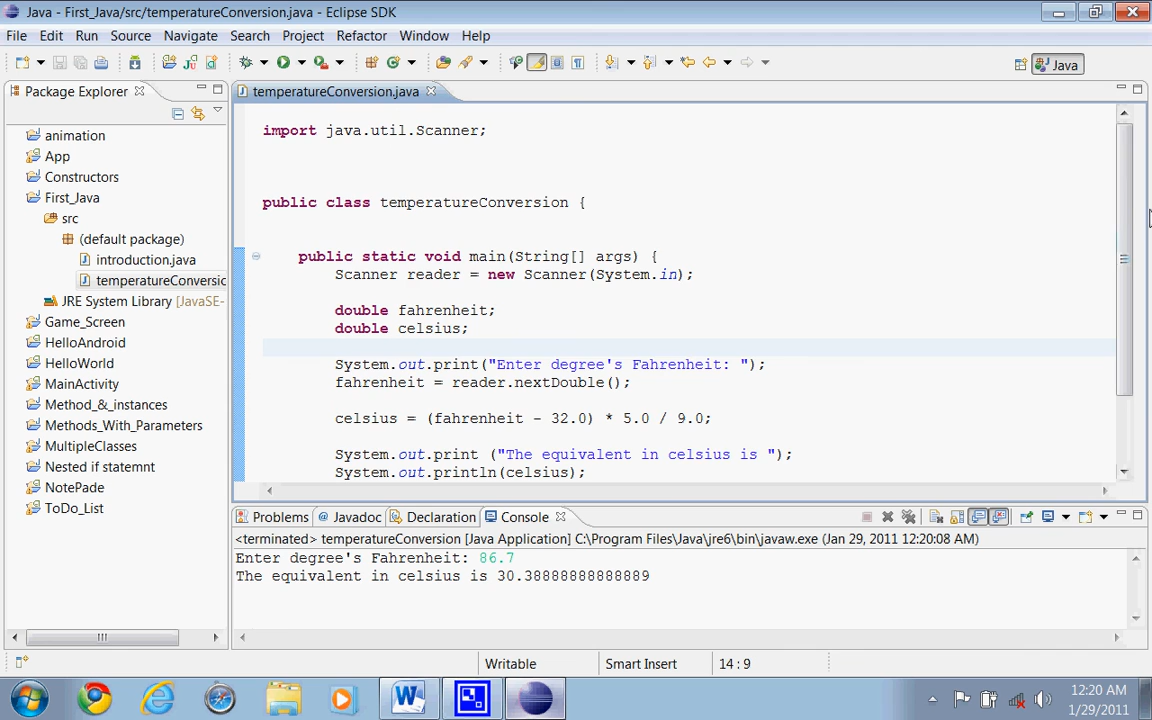 Java - First_Java/src/temperatureConversion.java - Eclipse SDK
File Edit Run Source Navigate Search Project Refactor Window Help
Java
Package Explorer
animation
App
Constructors
First_Java
src
(default package)
introduction.java
temperatureConversic
JRE System Library [JavaSE-
Game_Screen
HelloAndroid
HelloWorld
MainActivity
Method_&_instances
Methods_With_Parameters
MultipleClasses
Nested if statemnt
NotePade
ToDo_List
temperatureConversion.java
import java.util.Scanner;
public class temperatureConversion {
public static void main(String[] args) {
Scanner reader = new Scanner(System.in);
double fahrenheit;
double celsius;
System.out.print("Enter degree's Fahrenheit: ");
fahrenheit = reader.nextDouble();
celsius = (fahrenheit - 32.0) * 5.0 / 9.0;
System.out.print ("The equivalent in celsius is ");
System.out.println(celsius);
Problems Javadoc Declaration Console
<terminated> temperatureConversion [Java Application] C:\Program Files\Java\jre6\bin\javaw.exe (Jan 29, 2011 12:20:08 AM)
Enter degree's Fahrenheit: 86.7
The equivalent in celsius is 30.38888888888889
Writable Smart Insert 14 : 9
12:20 AM
1/29/2011